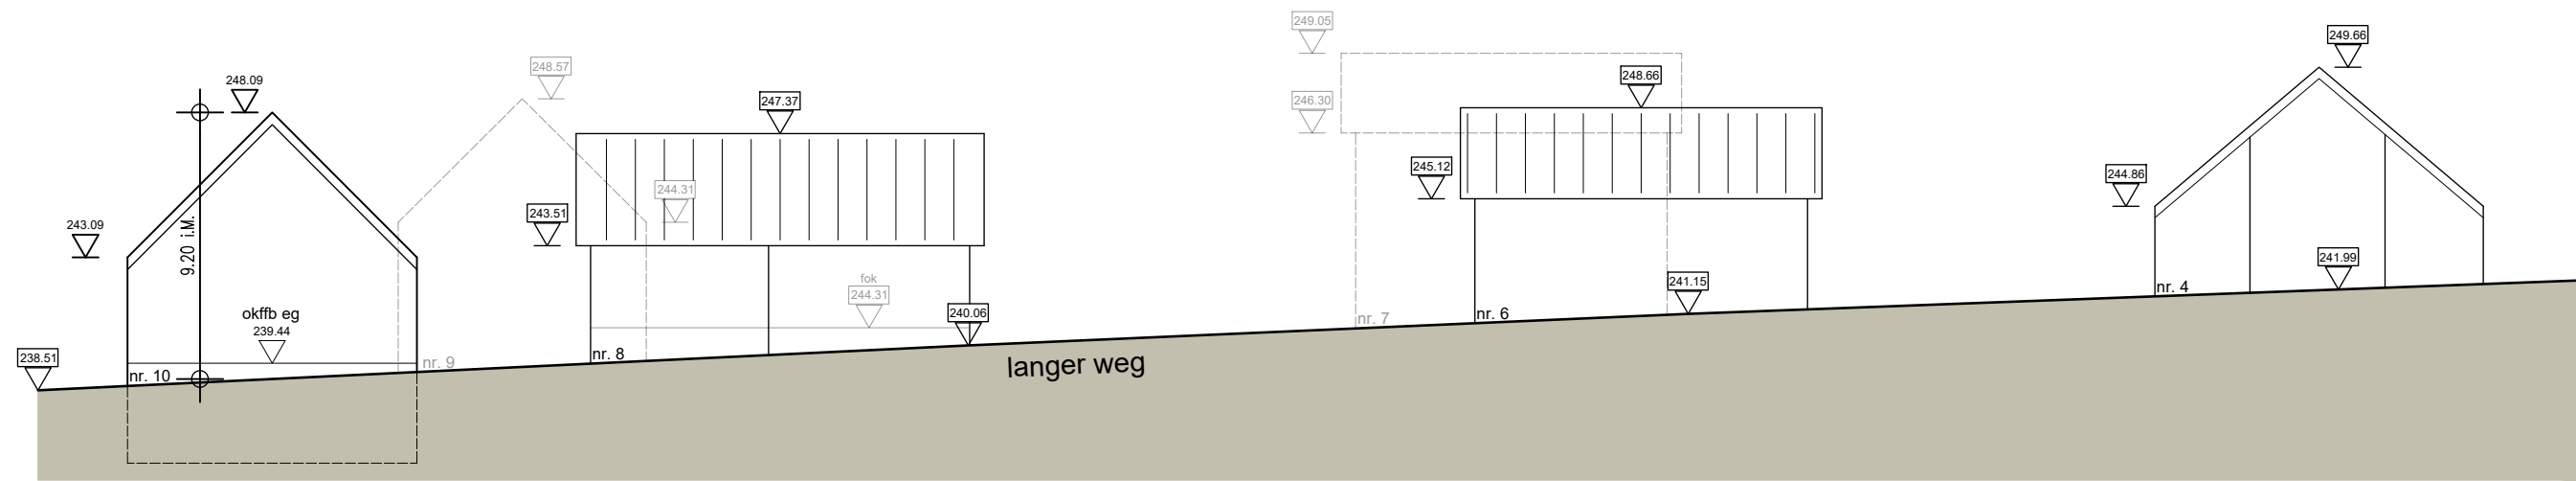 249.05
249.66
248.57
248.66
248.09
247.37
246.30
245.12
244.86
244.31
243.51
243.09
9.20 i.M.
241.99
fok
244.31
241.15
nr. 4
okffb eg
239.44
240.06
nr. 7
nr. 6
238.51
nr. 10
nr. 9
nr. 8
langer weg